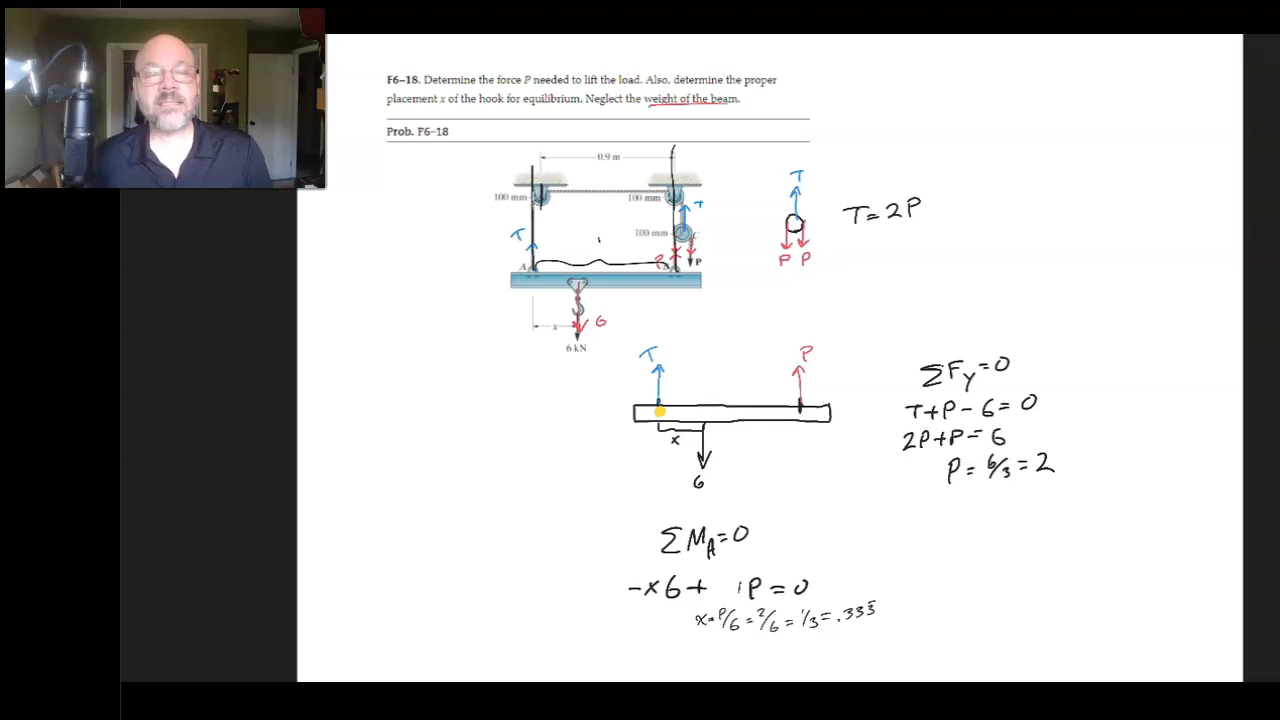 F6–18. Determine the force P needed to lift the load. Also, determine the proper
placement x of the hook for equilibrium. Neglect the weight of the beam.
Prob. F6–18
0.9 m
100 mm
100 mm
T
100 mm
C
T
A
P
B
P
x
6
6 kN
T
P P
T = 2P
T
P
x
6
ΣFy = 0
T + P - 6 = 0
2P + P = 6
P = 6/3 = 2
ΣMA = 0
-x6 + 1P = 0
x = P/6 = 2/6 = 1/3 = .333̄